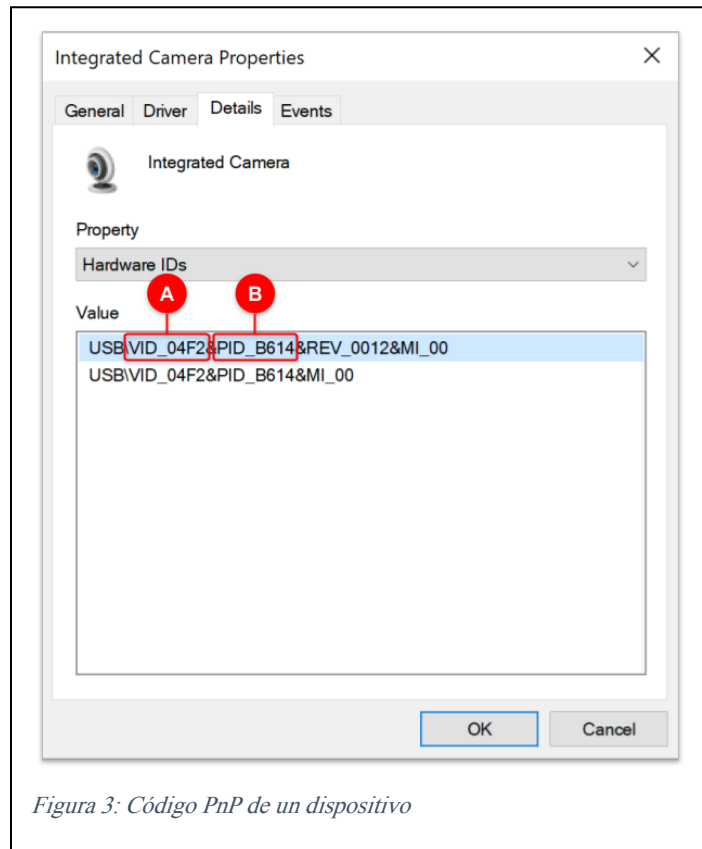 Integrated Camera Properties
General Driver Details Events
Integrated Camera
Property
Hardware IDs
A B
Value
USB\VID_04F2&PID_B614&REV_0012&MI_00
USB\VID_04F2&PID_B614&MI_00
OK Cancel
Figura 3: Código PnP de un dispositivo